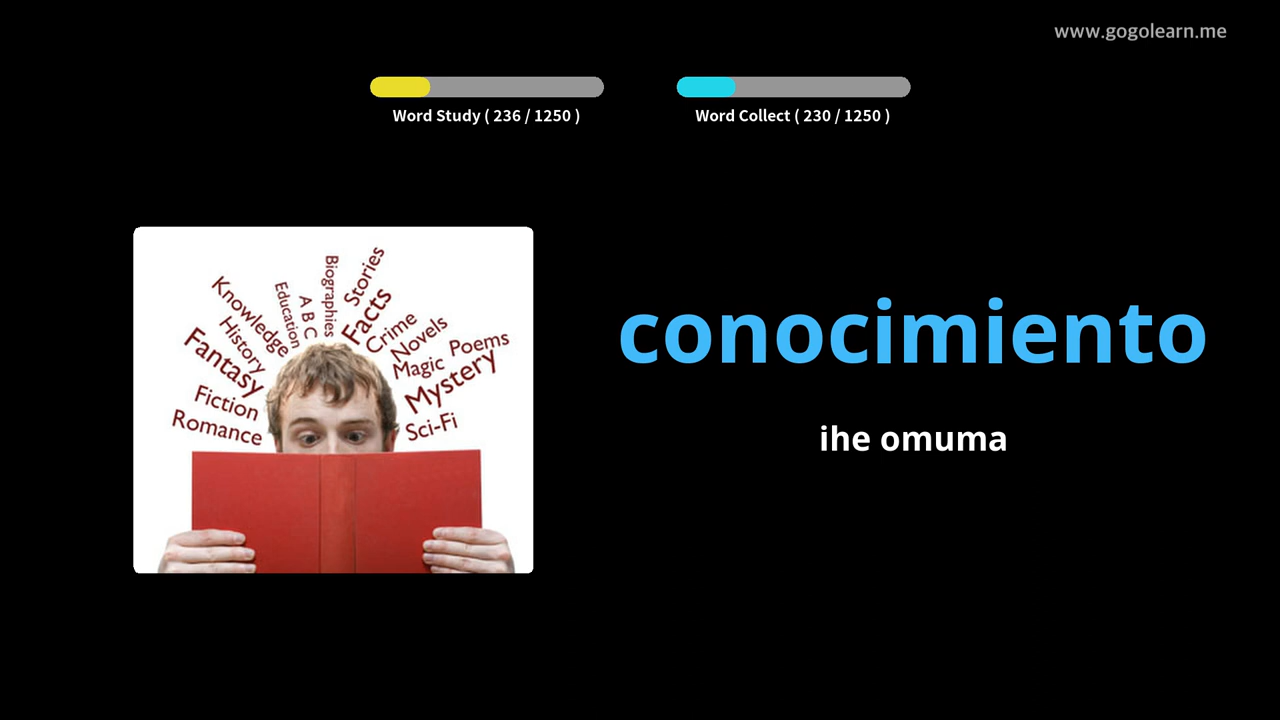 www.gogolearn.me
Word Study ( 236 / 1250 )
Word Collect ( 230 / 1250 )
Knowledge
Education
A B C
Biographies
Stories
Facts
Crime
Novels
Poems
Magic
Mystery
Sci-Fi
History
Fantasy
Fiction
Romance
conocimiento
ihe omuma